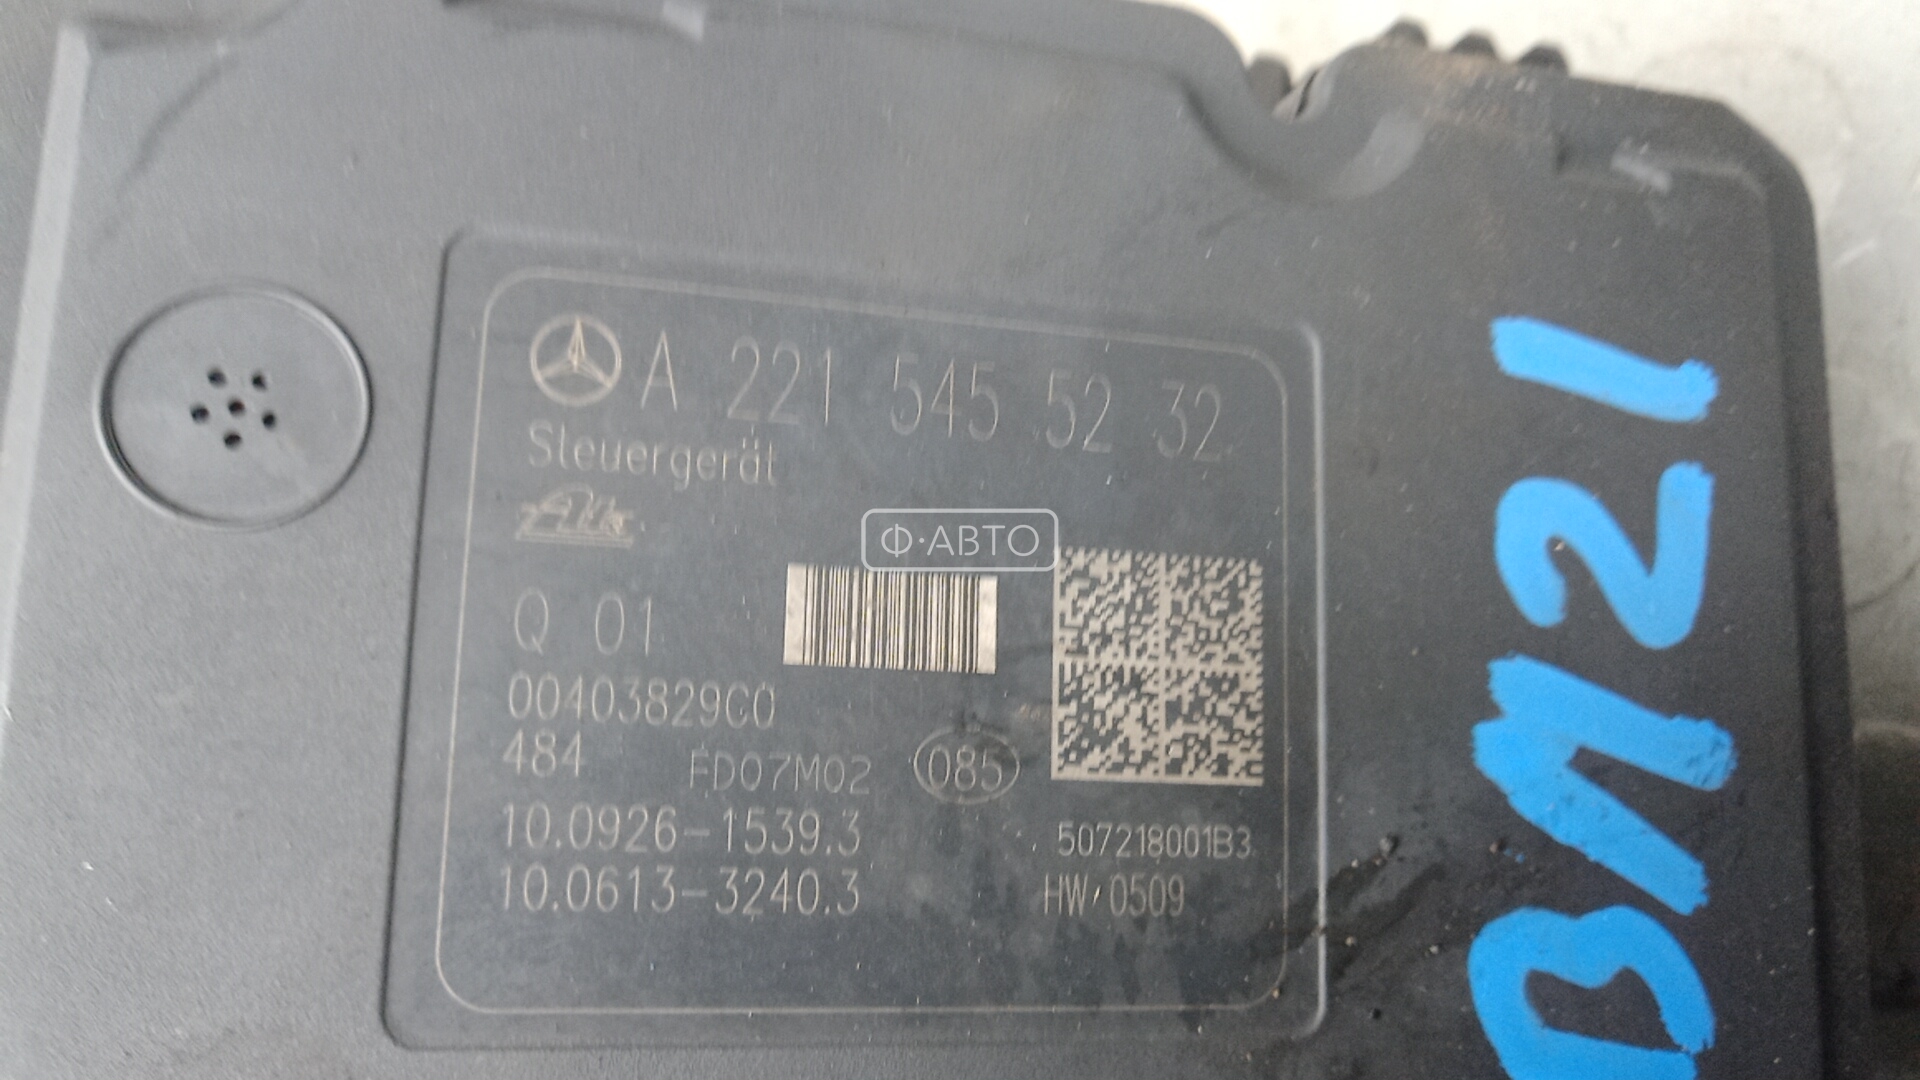 A 221 545 52 32
Steuergerät
Ate
Ф·АВТО
Q 01
00403829C0
484 FD07M02 085
10.0926-1539.3 507218001B3
10.0613-3240.3 HW 0509